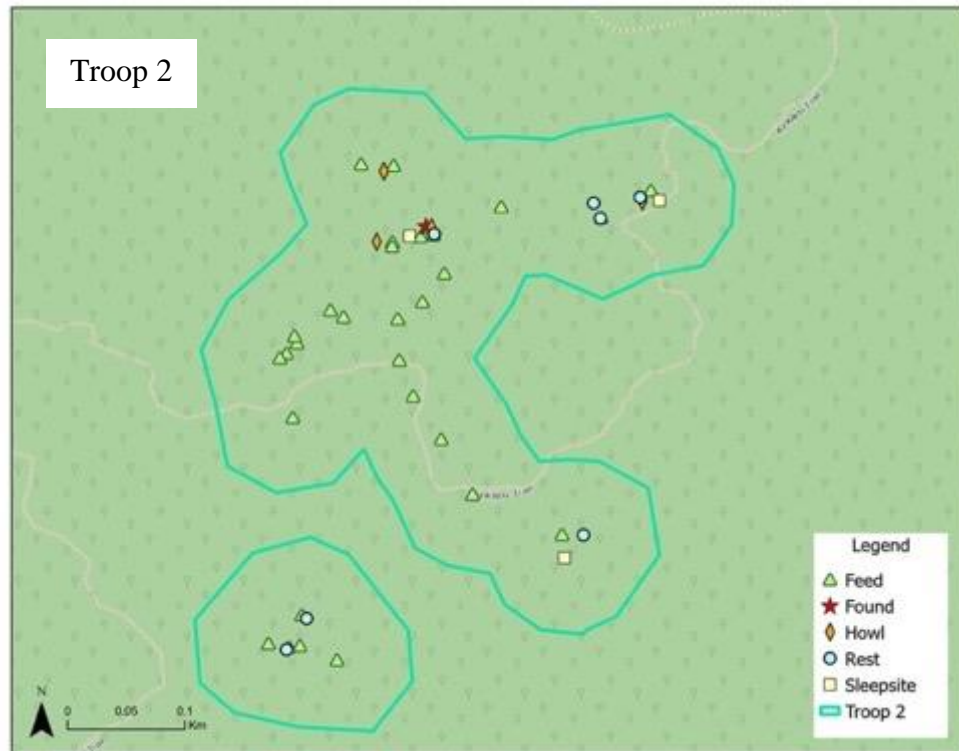 Troop 2
Legend
Feed
Found
Howl
Rest
Sleepsite
Troop 2
N
0 0.05 0.1
Km